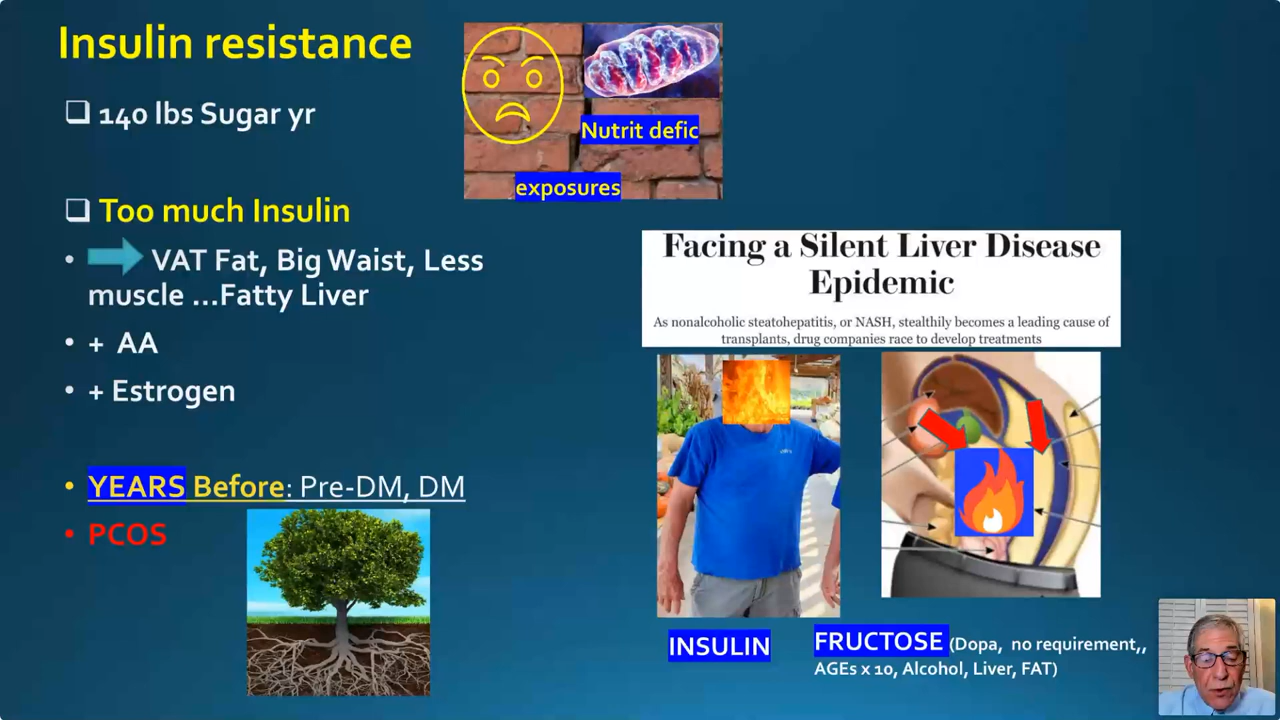 Insulin resistance
140 lbs Sugar yr
Too much Insulin
VAT Fat, Big Waist, Less
muscle ...Fatty Liver
+ AA
+ Estrogen
YEARS Before: Pre-DM, DM
PCOS
Nutrit defic
exposures
Facing a Silent Liver Disease
Epidemic
As nonalcoholic steatohepatitis, or NASH, stealthily becomes a leading cause of
transplants, drug companies race to develop treatments
INSULIN
FRUCTOSE (Dopa, no requirement,,
AGEs x 10, Alcohol, Liver, FAT)